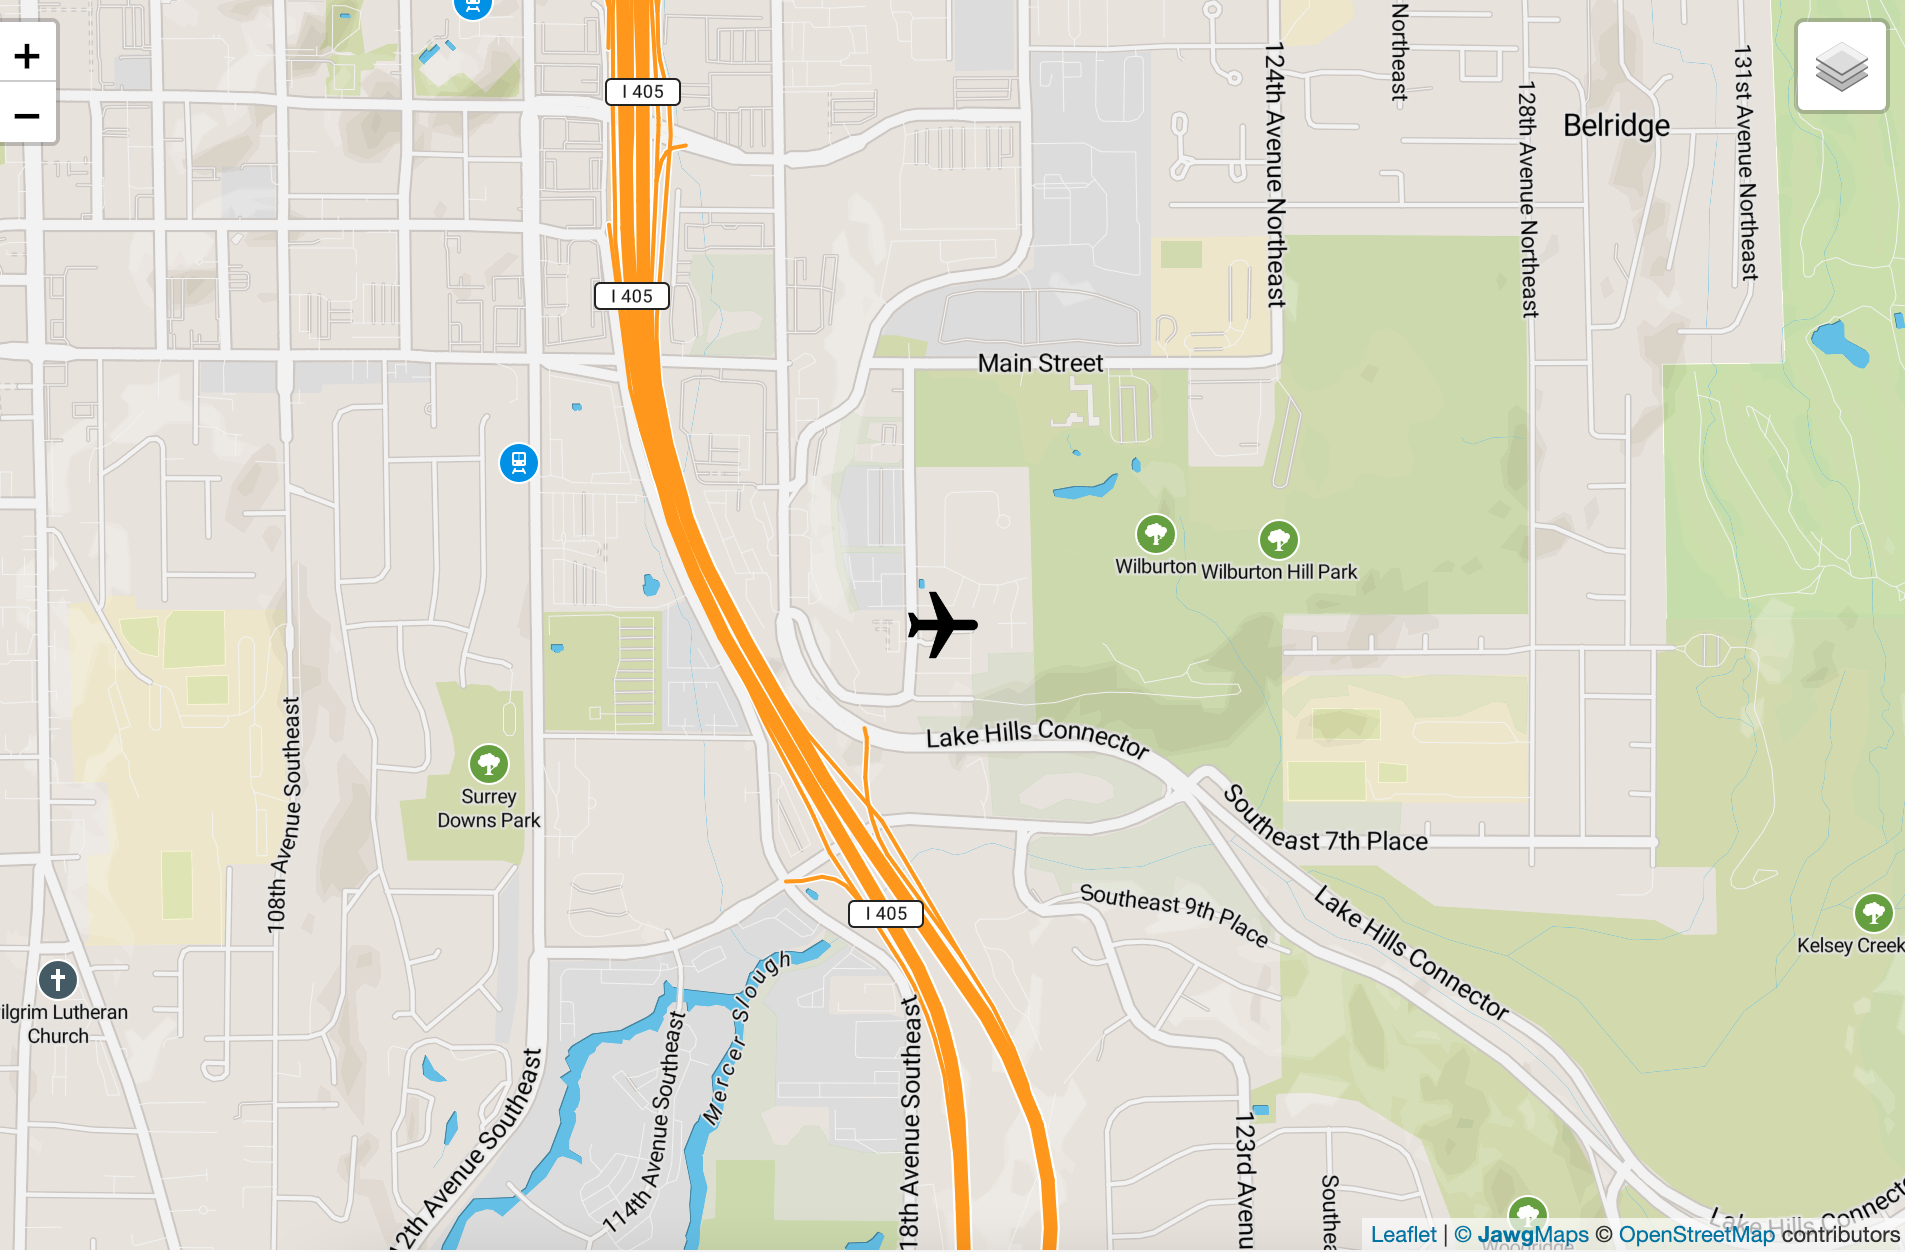 +
−
I 405
I 405
124th Avenue Northeast
Northeast
128th Avenue Northeast
Belridge
131st Avenue Northeast
Main Street
Wilburton
Wilburton Hill Park
108th Avenue Southeast
Surrey
Downs Park
Lake Hills Connector
Southeast 7th Place
Southeast 9th Place
Lake Hills Connector
I 405
Kelsey Creek
ilgrim Lutheran
Church
Mercer Slough
114th Avenue Southeast
12th Avenue Southeast
18th Avenue Southeast
123rd Avenu
Southea
Lake Hills Connecto
Woodridge
Leaflet | © JawgMaps © OpenStreetMap contributors